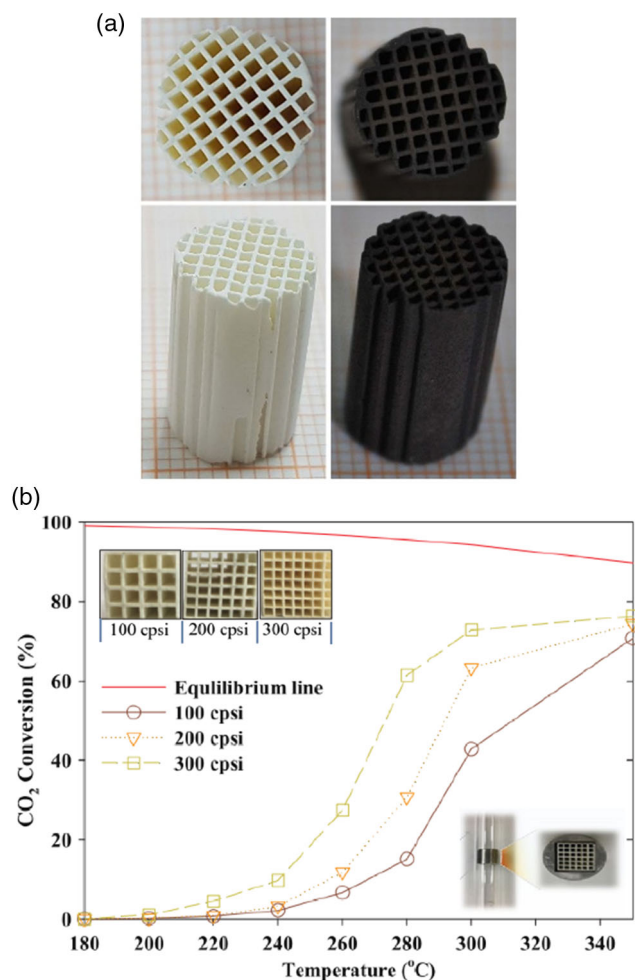 (a)
(b)
100
80
60
40
20
0
CO₂ Conversion (%)
100 cpsi 200 cpsi 300 cpsi
Equlilibrium line
100 cpsi
200 cpsi
300 cpsi
180 200 220 240 260 280 300 320 340
Temperature (°C)